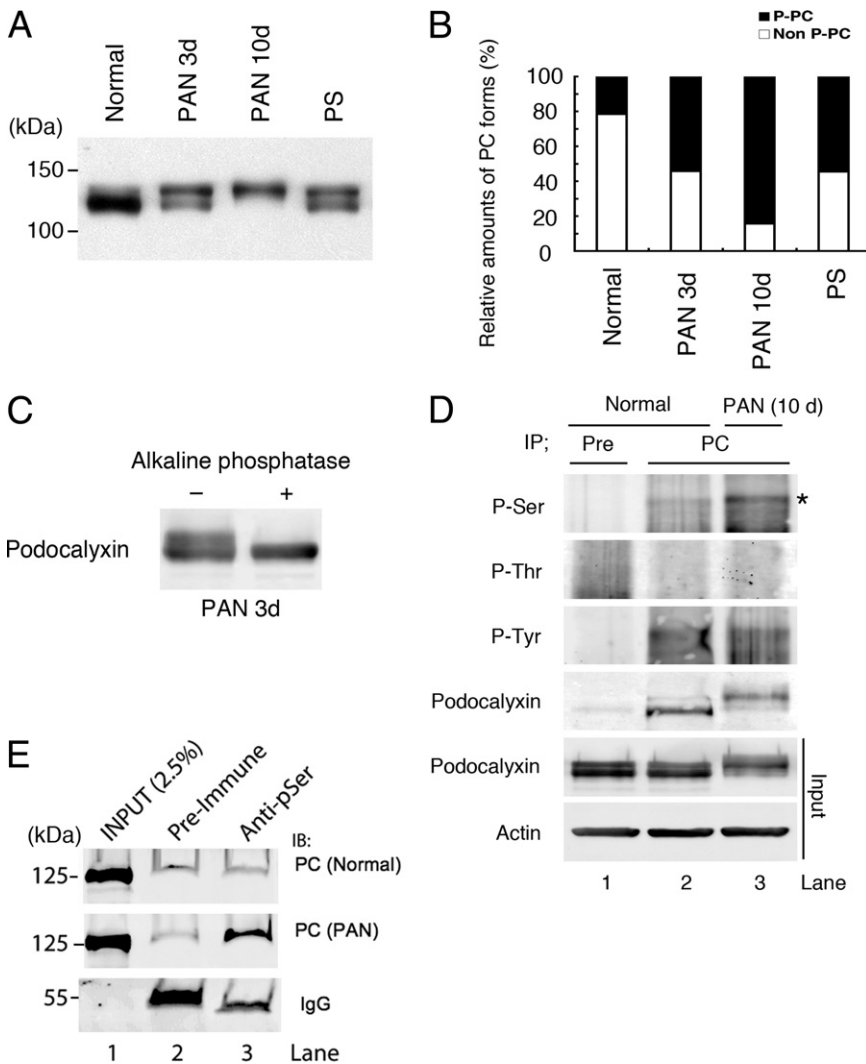 A
Normal
PAN 3d
PAN 10d
PS
(kDa)
150
100
B
P-PC
Non P-PC
Relative amounts of PC forms (%)
100
80
60
40
20
0
Normal
PAN 3d
PAN 10d
PS
C
Alkaline phosphatase
− +
Podocalyxin
PAN 3d
D
Normal PAN (10 d)
IP; Pre PC
P-Ser *
P-Thr
P-Tyr
Podocalyxin
Podocalyxin
Actin
Input
1 2 3 Lane
E
INPUT (2.5%)
Pre-Immune
Anti-pSer
(kDa) IB:
125- PC (Normal)
125- PC (PAN)
55- IgG
1 2 3 Lane